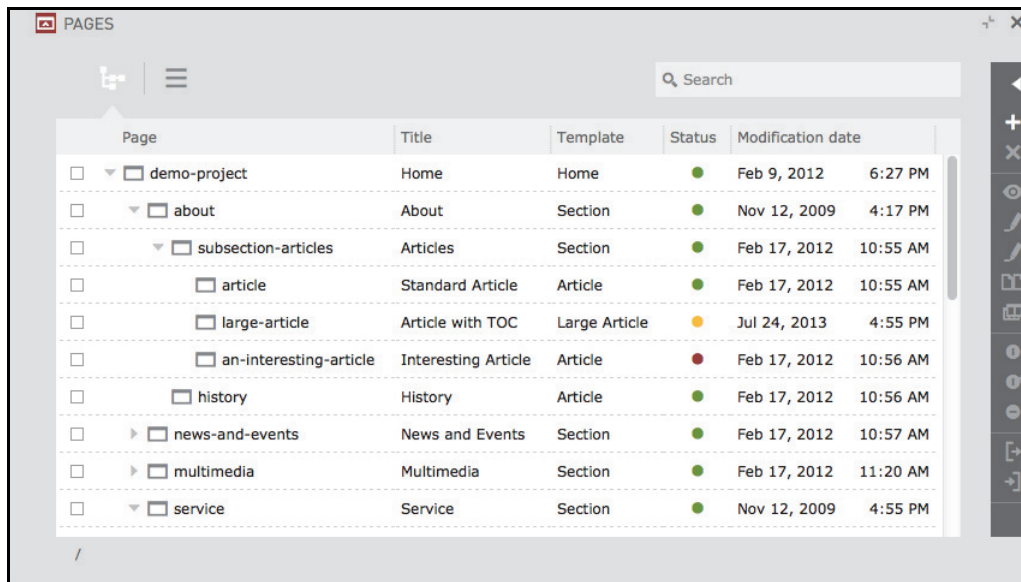 PAGES
Search
Page Title Template Status Modification date
demo-project Home Home Feb 9, 2012 6:27 PM
about About Section Nov 12, 2009 4:17 PM
subsection-articles Articles Section Feb 17, 2012 10:55 AM
article Standard Article Article Feb 17, 2012 10:55 AM
large-article Article with TOC Large Article Jul 24, 2013 4:55 PM
an-interesting-article Interesting Article Article Feb 17, 2012 10:56 AM
history History Article Feb 17, 2012 10:56 AM
news-and-events News and Events Section Feb 17, 2012 10:57 AM
multimedia Multimedia Section Feb 17, 2012 11:20 AM
service Service Section Nov 12, 2009 4:55 PM
/